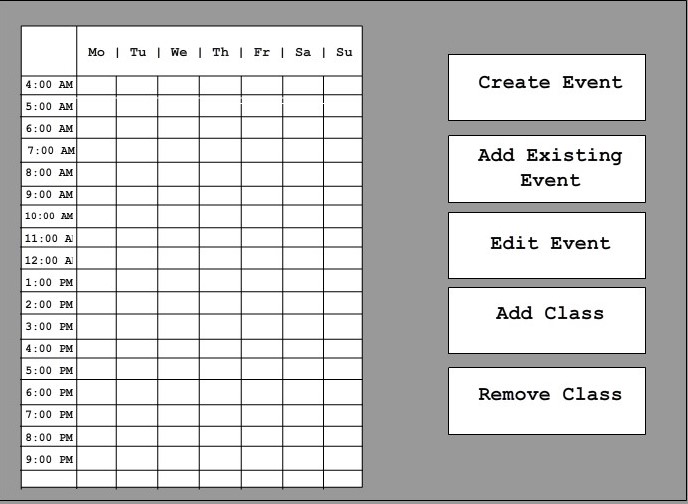 Mo | Tu | We | Th | Fr | Sa | Su
4:00 AM
5:00 AM
6:00 AM
7:00 AM
8:00 AM
9:00 AM
10:00 AM
11:00 A
12:00 A
1:00 PM
2:00 PM
3:00 PM
4:00 PM
5:00 PM
6:00 PM
7:00 PM
8:00 PM
9:00 PM
Create Event
Add Existing
Event
Edit Event
Add Class
Remove Class